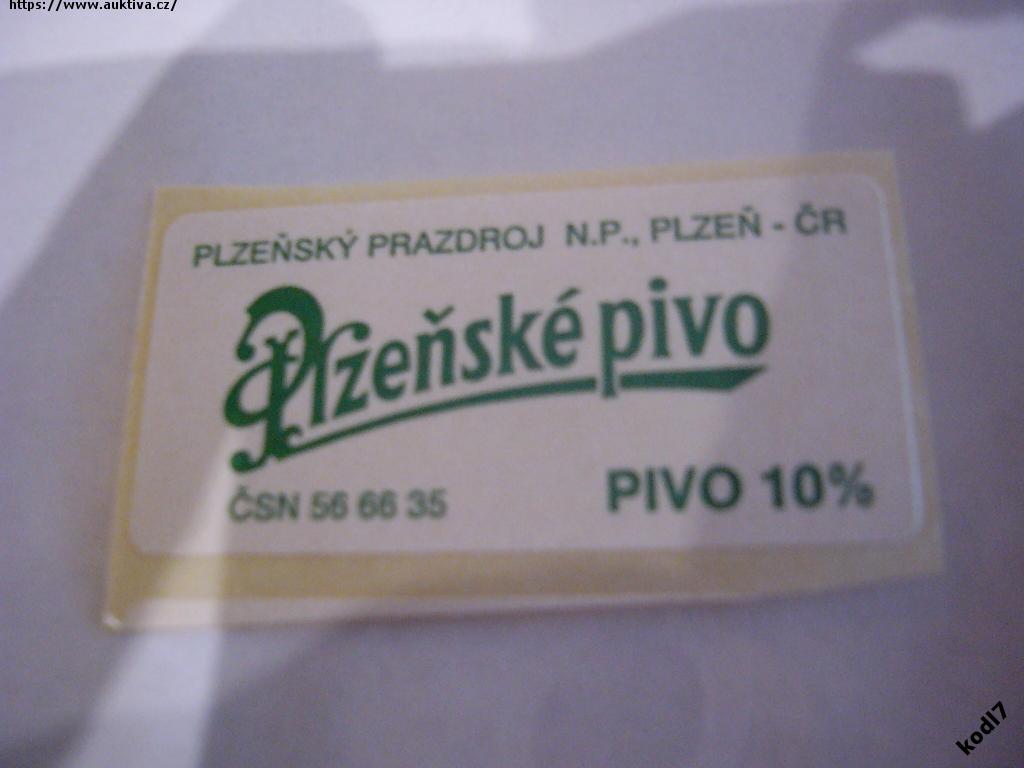 https://www.auktiva.cz/
PLZEŇSKÝ PRAZDROJ N.P., PLZEŇ - ČR
Plzeňské pivo
ČSN 56 66 35
PIVO 10%
kodl7